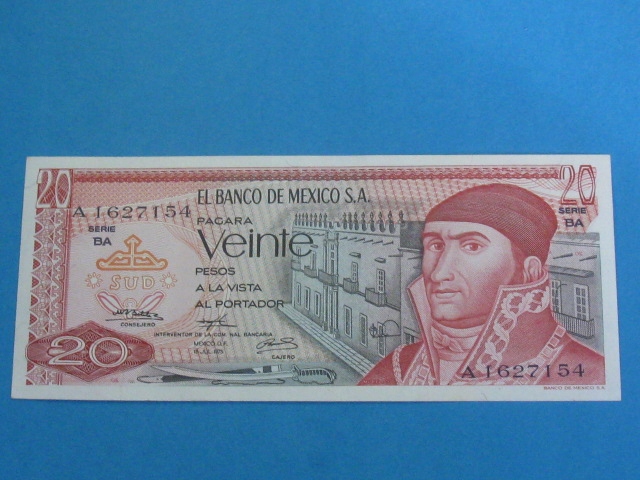 20
20
EL BANCO DE MEXICO S.A.
A 1627154
PAGARA
SERIE
BA
SERIE
BA
Veinte
SUD
PESOS
A LA VISTA
AL PORTADOR
CONSEJERO
INTERVENTOR DE LA COM. NAL. BANCARIA
MEXICO D.F.
CAJERO
20
A 1627154
BANCO DE MEXICO S.A.